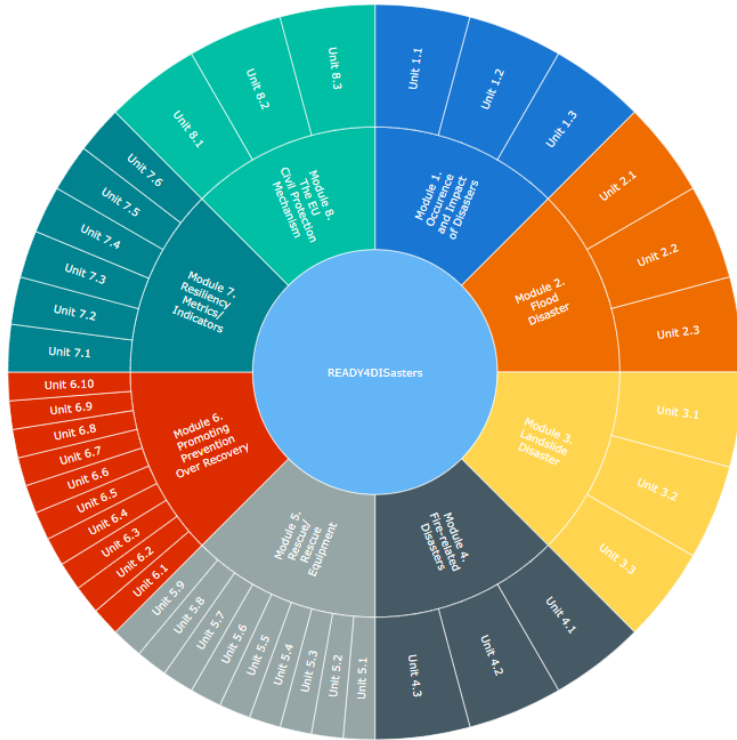 READY4DISasters
Module 1.
Occurence
and Impact
of Disasters
Unit 1.1
Unit 1.2
Unit 1.3
Module 2.
Flood
Disaster
Unit 2.1
Unit 2.2
Unit 2.3
Module 3.
Landslide
Disaster
Unit 3.1
Unit 3.2
Unit 3.3
Module 4.
Fire-related
Disasters
Unit 4.1
Unit 4.2
Unit 4.3
Module 5.
Rescue/
Rescue
Equipment
Unit 5.1
Unit 5.2
Unit 5.3
Unit 5.4
Unit 5.5
Unit 5.6
Unit 5.7
Unit 5.8
Unit 5.9
Module 6.
Promoting
Prevention
Over Recovery
Unit 6.1
Unit 6.2
Unit 6.3
Unit 6.4
Unit 6.5
Unit 6.6
Unit 6.7
Unit 6.8
Unit 6.9
Unit 6.10
Module 7.
Resiliency
Metrics/
Indicators
Unit 7.1
Unit 7.2
Unit 7.3
Unit 7.4
Unit 7.5
Unit 7.6
Module 8.
The EU
Civil Protection
Mechanism
Unit 8.1
Unit 8.2
Unit 8.3